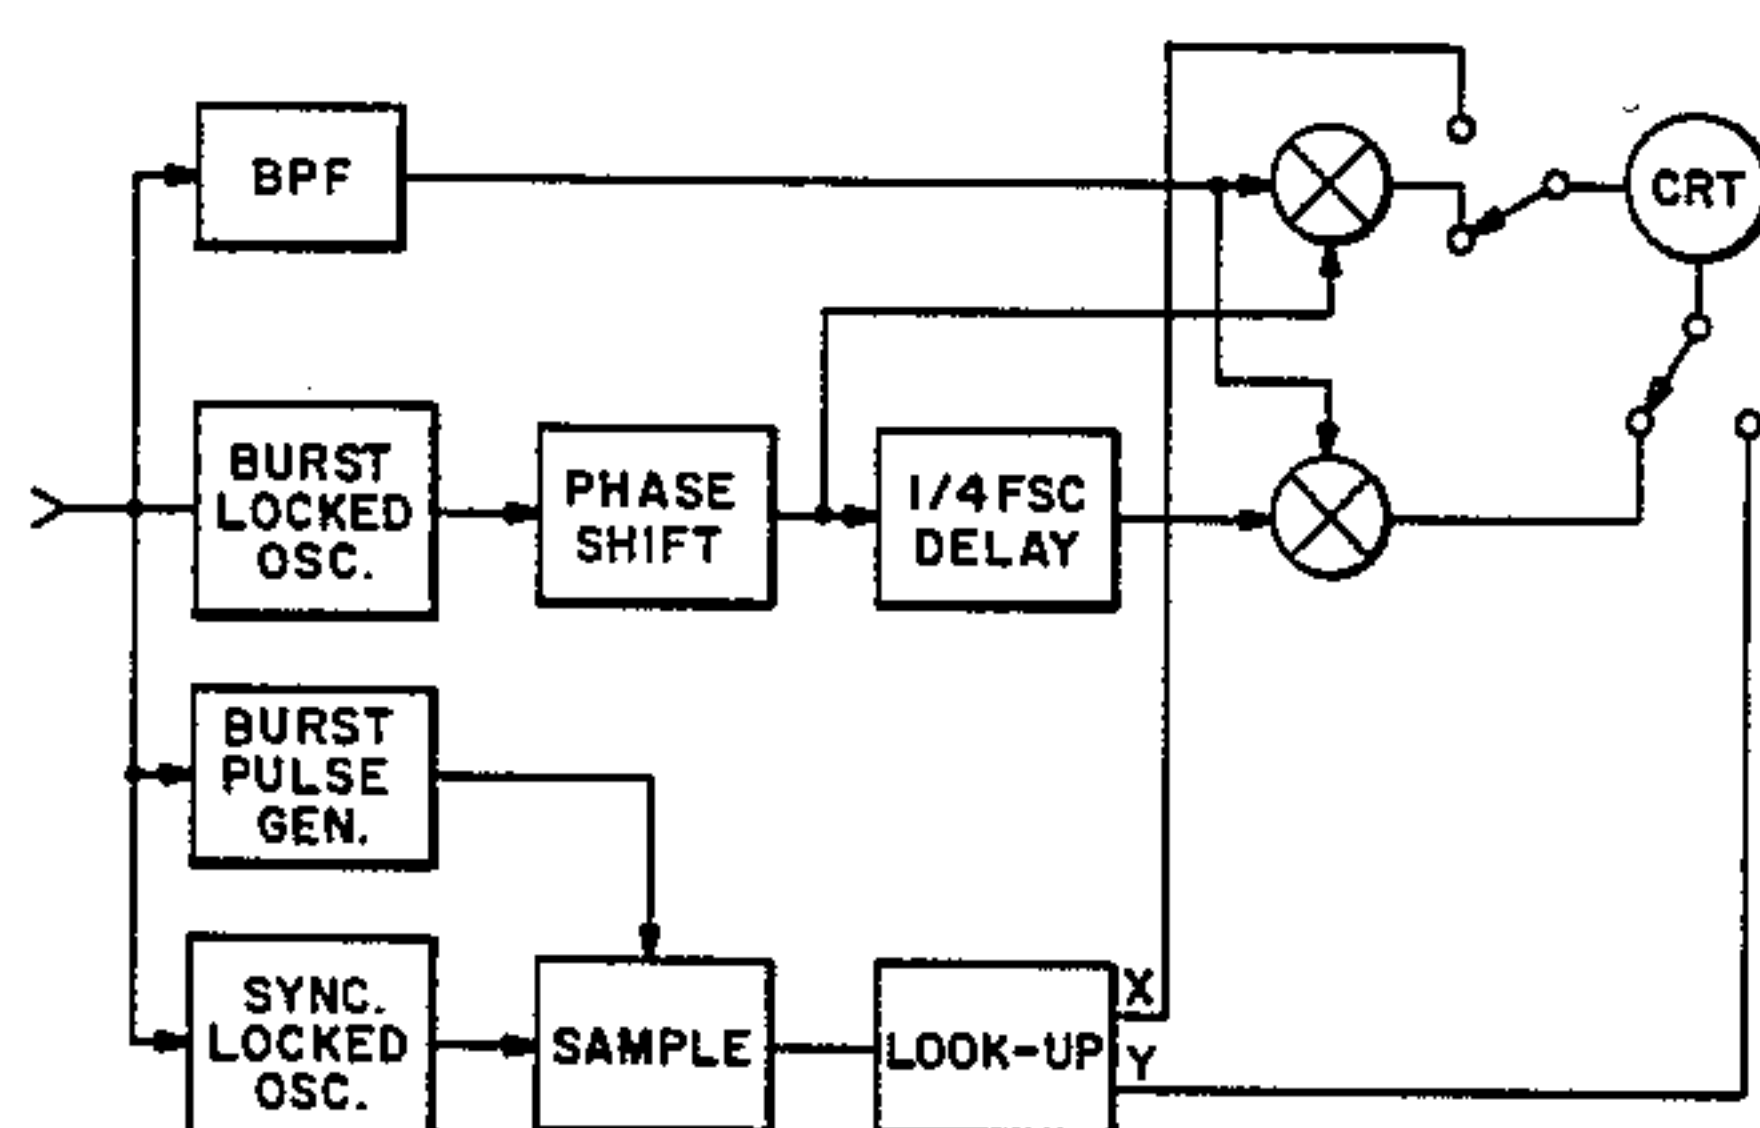 BPF
CRT
BURST
LOCKED
OSC.
PHASE
SHIFT
1/4 FSC
DELAY
BURST
PULSE
GEN.
SYNC.
LOCKED
OSC.
SAMPLE
LOOK-UP
X
Y